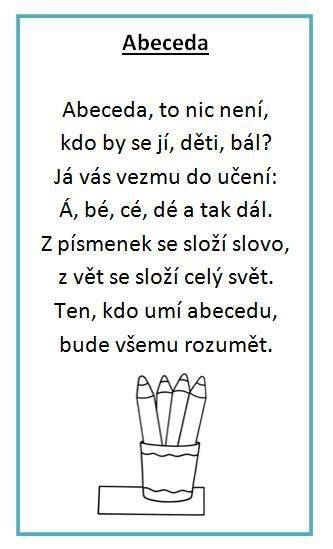 Abeceda
Abeceda, to nic není,
kdo by se jí, děti, bál?
Já vás vezmu do učení:
Á, bé, cé, dé a tak dál.
Z písmenek se složí slovo,
z vět se složí celý svět.
Ten, kdo umí abecedu,
bude všemu rozumět.